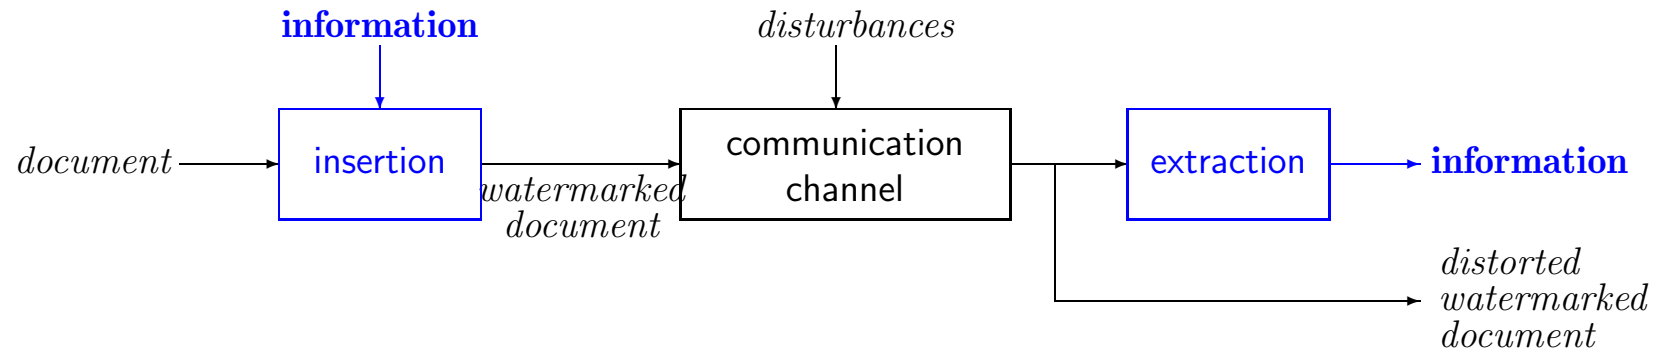 information
disturbances
document
insertion
watermarked
document
communication
channel
extraction
information
distorted
watermarked
document